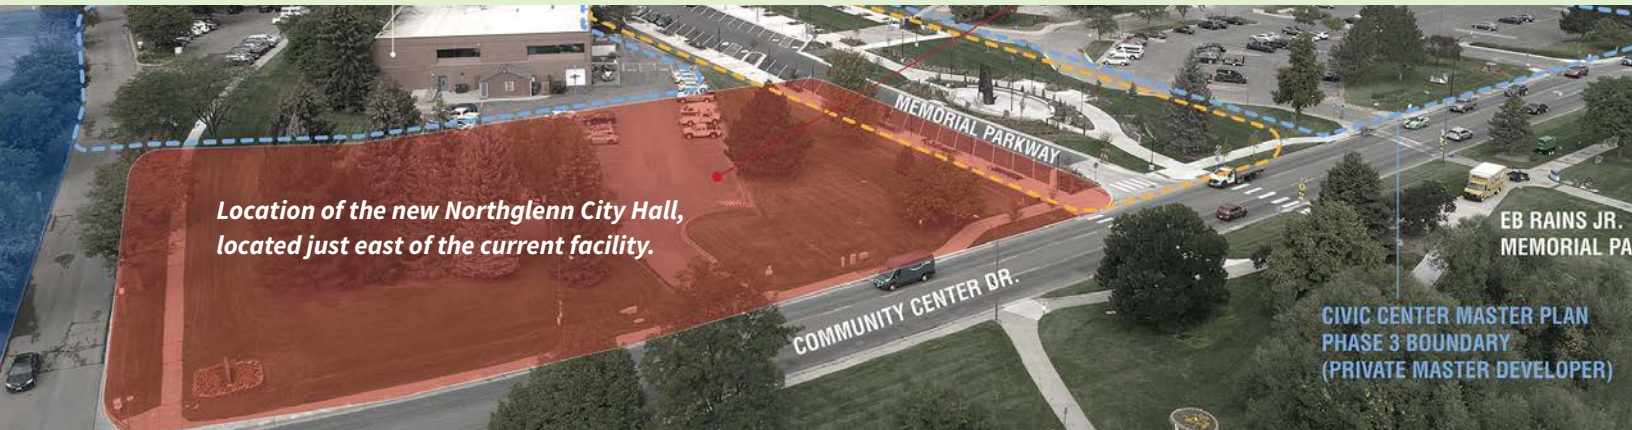 MEMORIAL PARKWAY
Location of the new Northglenn City Hall,
located just east of the current facility.
EB RAINS JR.
MEMORIAL PA
COMMUNITY CENTER DR.
CIVIC CENTER MASTER PLAN
PHASE 3 BOUNDARY
(PRIVATE MASTER DEVELOPER)